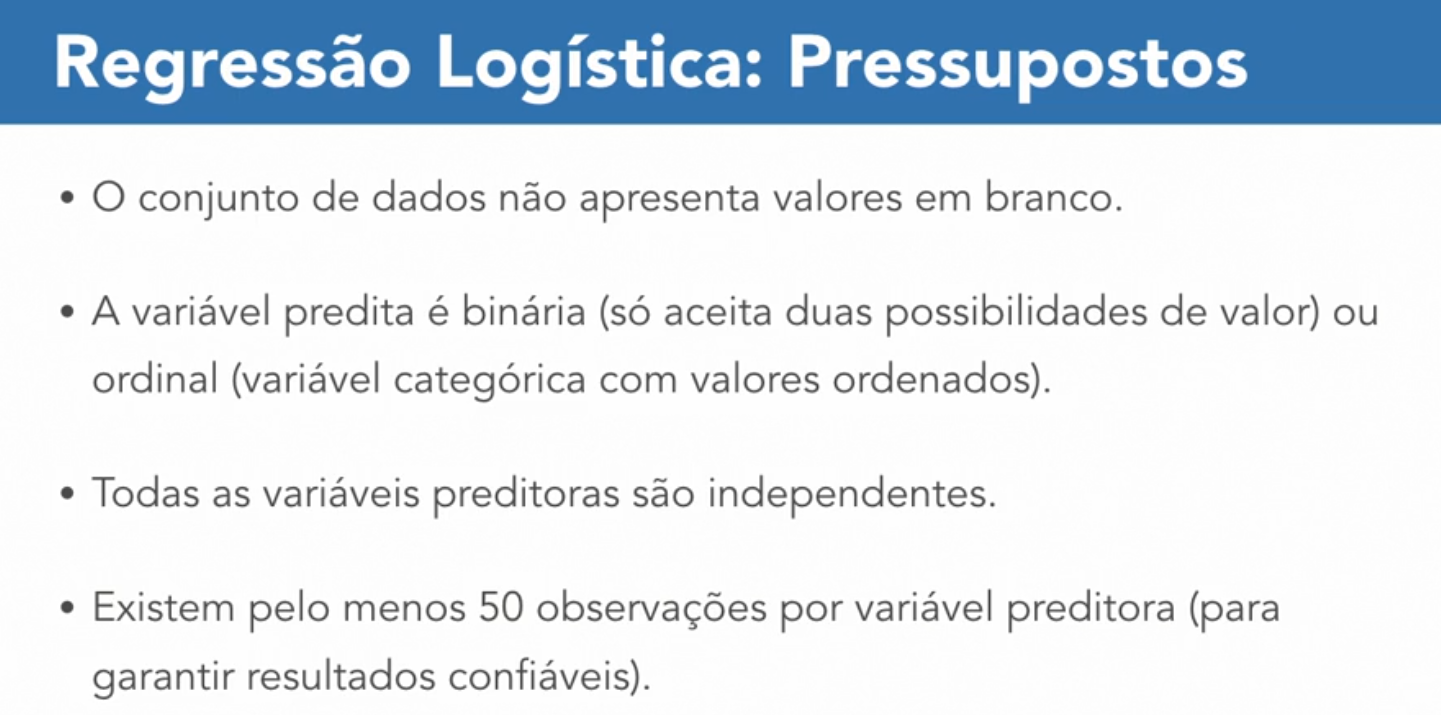 Regressão Logística: Pressupostos
• O conjunto de dados não apresenta valores em branco.
• A variável predita é binária (só aceita duas possibilidades de valor) ou
ordinal (variável categórica com valores ordenados).
• Todas as variáveis preditoras são independentes.
• Existem pelo menos 50 observações por variável preditora (para
garantir resultados confiáveis).